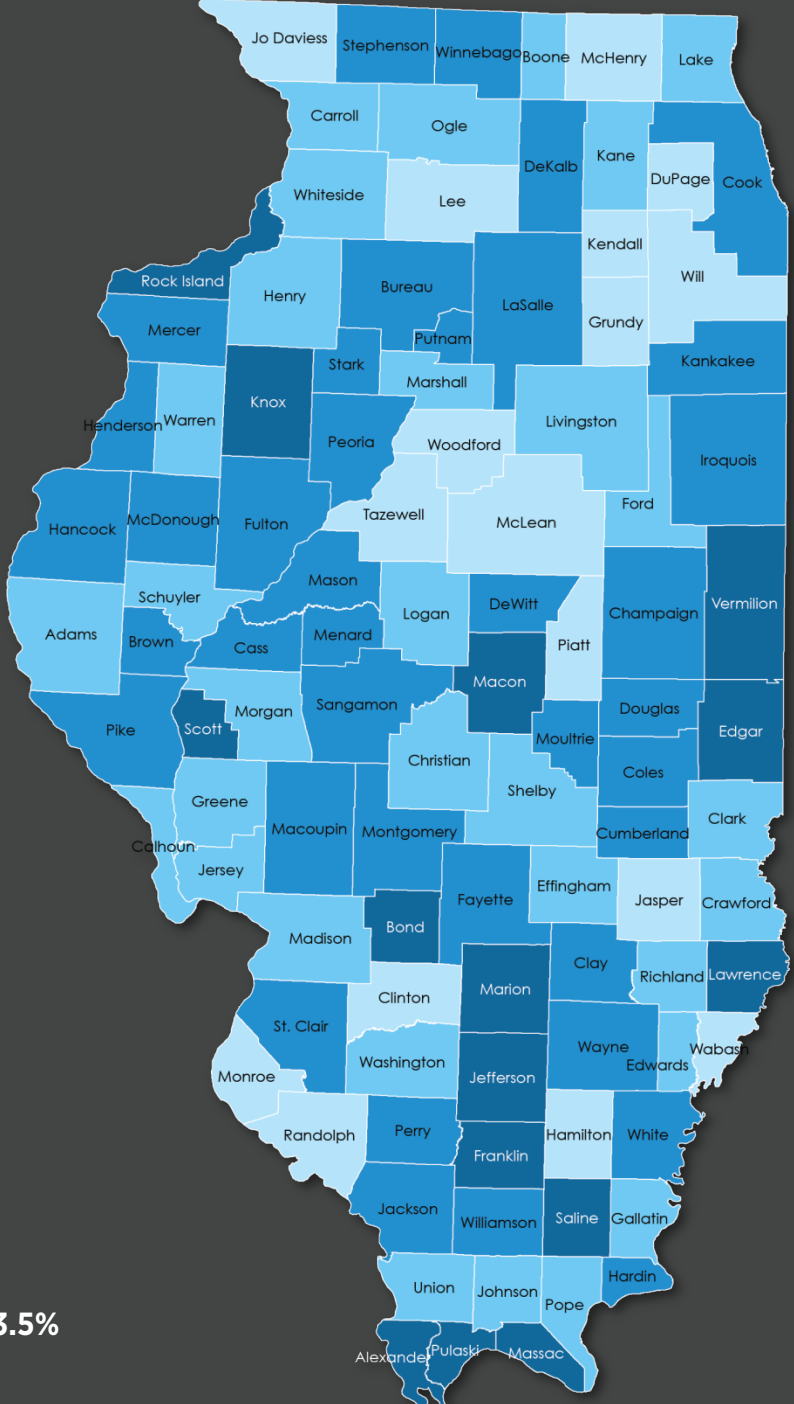 Jo Daviess
Stephenson
Winnebago
Boone
McHenry
Lake
Carroll
Ogle
DeKalb
Kane
DuPage
Cook
Whiteside
Lee
Kendall
Will
Rock Island
Henry
Bureau
LaSalle
Grundy
Mercer
Putnam
Kankakee
Stark
Marshall
Knox
Henderson
Warren
Livingston
Peoria
Woodford
Iroquois
Ford
Tazewell
McLean
Hancock
McDonough
Fulton
Mason
Schuyler
Logan
DeWitt
Champaign
Vermilion
Adams
Brown
Cass
Menard
Piatt
Macon
Scott
Morgan
Sangamon
Douglas
Pike
Edgar
Moultrie
Christian
Coles
Shelby
Greene
Macoupin
Montgomery
Cumberland
Clark
Calhoun
Jersey
Effingham
Fayette
Jasper
Crawford
Bond
Madison
Clay
Richland
Lawrence
Marion
Clinton
St. Clair
Wayne
Wabash
Washington
Edwards
Monroe
Jefferson
Randolph
Perry
Hamilton
White
Franklin
Jackson
Williamson
Saline
Gallatin
Hardin
Union
Johnson
Pope
3.5%
Alexander
Pulaski
Massac